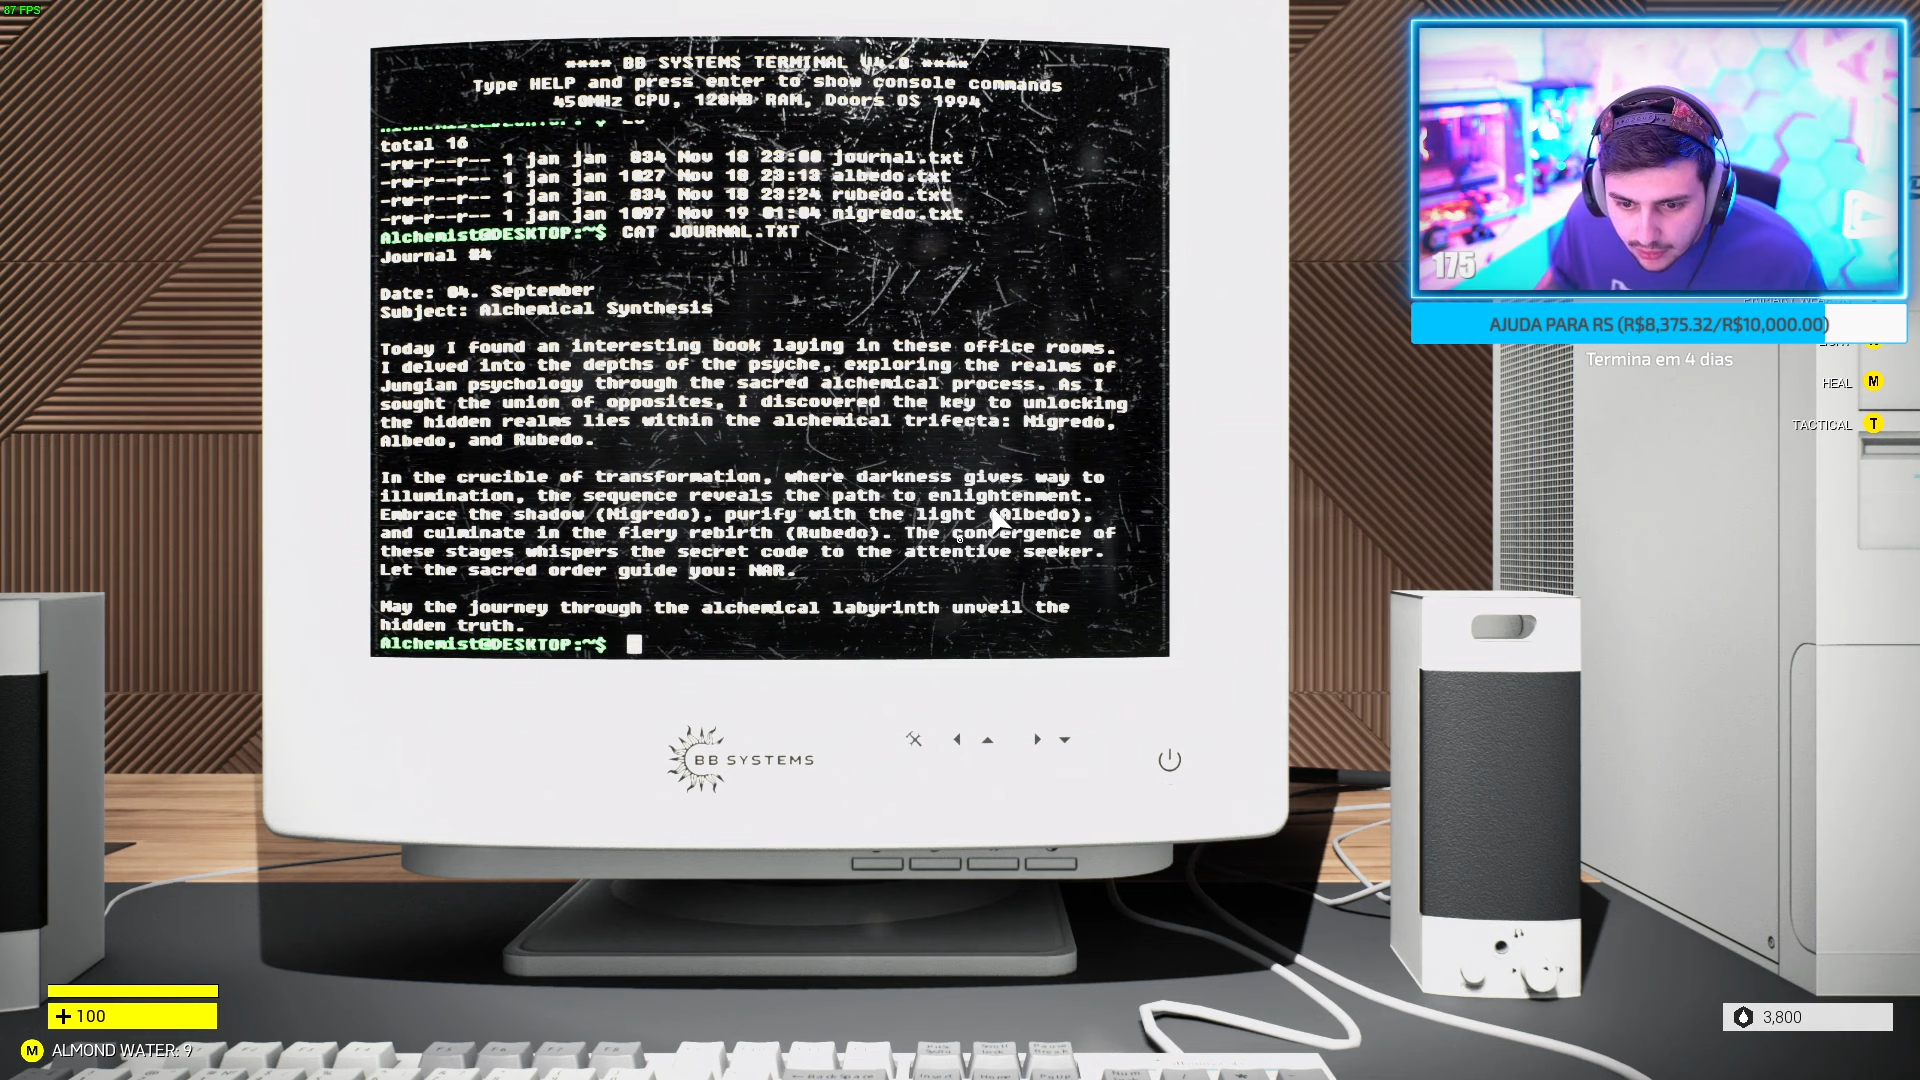 87 FPS
**** BB SYSTEMS TERMINAL V4.0 ****
Type HELP and press enter to show console commands
450MHz CPU, 128MB RAM, Doors OS 1994
total 16
-rw-r--r-- 1 jan jan 834 Nov 18 23:08 journal.txt
-rw-r--r-- 1 jan jan 1027 Nov 18 23:13 albedo.txt
-rw-r--r-- 1 jan jan 834 Nov 18 23:24 rubedo.txt
-rw-r--r-- 1 jan jan 1097 Nov 19 01:04 nigredo.txt
Alchemist@DESKTOP:~$ CAT JOURNAL.TXT
Journal #4
Date: 04. September
Subject: Alchemical Synthesis
Today I found an interesting book laying in these office rooms.
I delved into the depths of the psyche, exploring the realms of
Jungian psychology through the sacred alchemical process. As I
sought the union of opposites, I discovered the key to unlocking
the hidden realms lies within the alchemical trifecta: Nigredo,
Albedo, and Rubedo.
In the crucible of transformation, where darkness gives way to
illumination, the sequence reveals the path to enlightenment.
Embrace the shadow (Nigredo), purify with the light (Albedo),
and culminate in the fiery rebirth (Rubedo). The convergence of
these stages whispers the secret code to the attentive seeker.
Let the sacred order guide you: NAR.
May the journey through the alchemical labyrinth unveil the
hidden truth.
Alchemist@DESKTOP:~$
BB SYSTEMS
175
AJUDA PARA RS (R$8,375.32/R$10,000.00)
Termina em 4 dias
HEAL M
TACTICAL T
100
M ALMOND WATER: 9
3,800